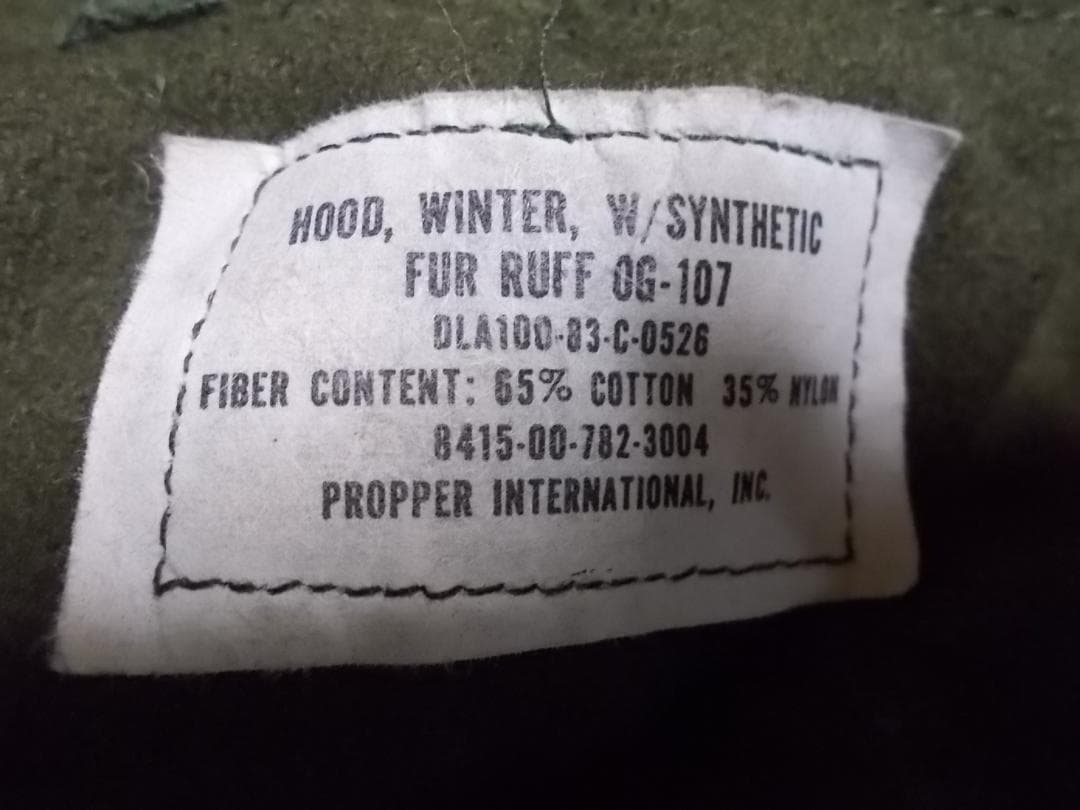 HOOD, WINTER, W/SYNTHETIC
FUR RUFF OG-107
DLA100-83-C-0526
FIBER CONTENT: 65% COTTON 35% NYLON
8415-00-782-3004
PROPPER INTERNATIONAL, INC.